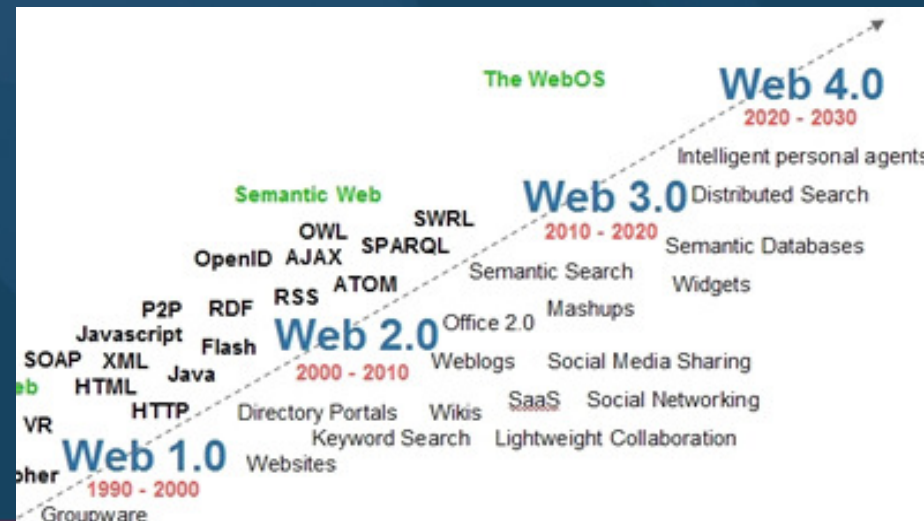 The WebOS
Web 4.0
2020 - 2030
Intelligent personal agents
Semantic Web
Web 3.0
Distributed Search
2010 - 2020
SWRL
OWL
SPARQL
Semantic Databases
OpenID
AJAX
Semantic Search
Widgets
ATOM
RSS
P2P
RDF
Mashups
Office 2.0
Javascript
Web 2.0
Flash
SOAP
XML
Weblogs
Social Media Sharing
Java
2000 - 2010
eb
HTML
SaaS
Social Networking
HTTP
Directory Portals
Wikis
VR
Keyword Search
Lightweight Collaboration
Web 1.0
Websites
pher
1990 - 2000
Groupware